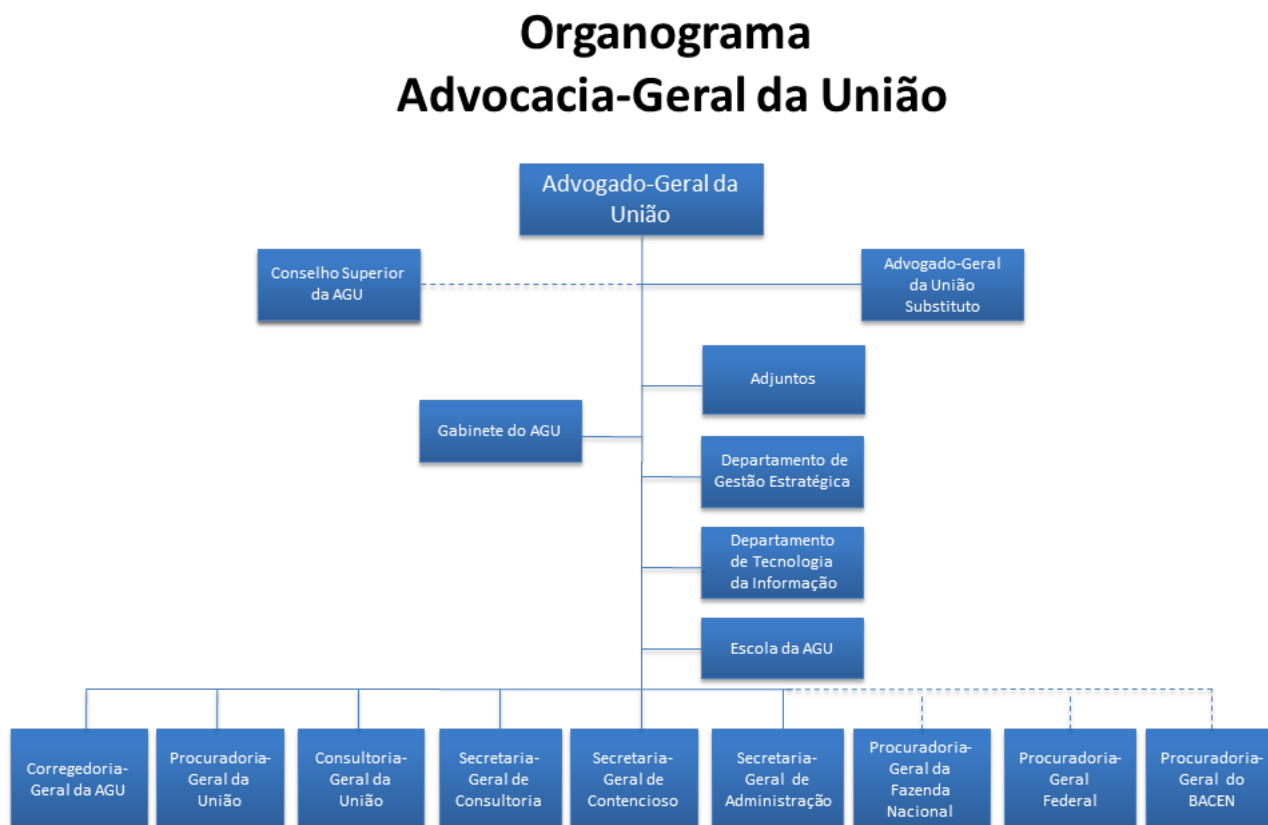 Organograma
Advocacia-Geral da União
Advogado-Geral da
União
Conselho Superior
da AGU
Advogado-Geral
da União
Substituto
Adjuntos
Gabinete do AGU
Departamento de
Gestão Estratégica
Departamento
de Tecnologia
da Informação
Escola da AGU
Corregedoria-
Geral da AGU
Procuradoria-
Geral da
União
Consultoria-
Geral da
União
Secretaria-
Geral de
Consultoria
Secretaria-
Geral de
Contencioso
Secretaria-
Geral de
Administração
Procuradoria-
Geral da
Fazenda
Nacional
Procuradoria-
Geral
Federal
Procuradoria-
Geral do
BACEN